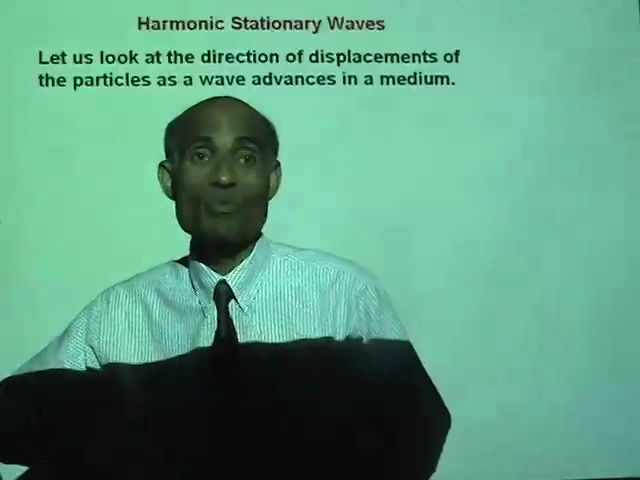 Harmonic Stationary Waves
Let us look at the direction of displacements of
the particles as a wave advances in a medium.